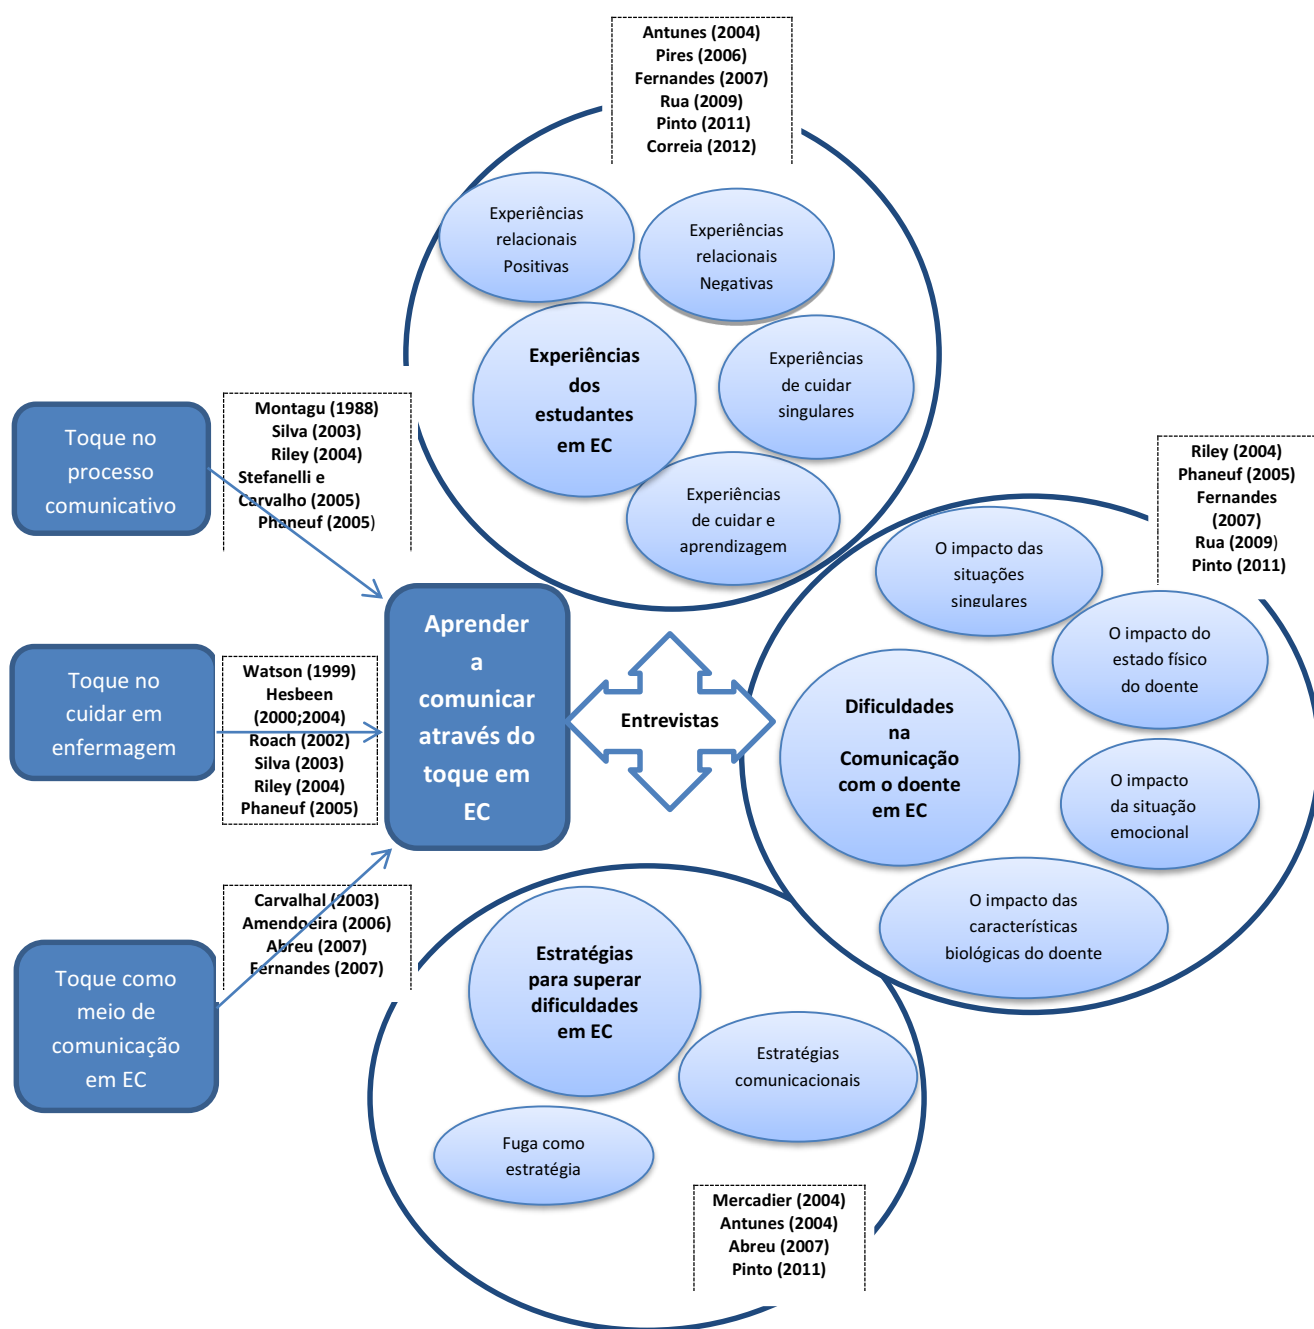 Antunes (2004)
Pires (2006)
Fernandes (2007)
Rua (2009)
Pinto (2011)
Correia (2012)
Experiências
relacionais
Positivas
Experiências
relacionais
Negativas
Experiências
dos
estudantes
em EC
Experiências
de cuidar
singulares
Experiências
de cuidar e
aprendizagem
Toque no
processo
comunicativo
Montagu (1988)
Silva (2003)
Riley (2004)
Stefanelli e
Carvalho (2005)
Phaneuf (2005)
Riley (2004)
Phaneuf (2005)
Fernandes
(2007)
Rua (2009)
Pinto (2011)
O impacto das
situações
singulares
O impacto do
estado físico
do doente
Dificuldades
na
Comunicação
com o doente
em EC
O impacto
da situação
emocional
O impacto das
características
biológicas do doente
Toque no
cuidar em
enfermagem
Watson (1999)
Hesbeen
(2000;2004)
Roach (2002)
Silva (2003)
Riley (2004)
Phaneuf (2005)
Aprender
a
comunicar
através do
toque em
EC
Entrevistas
Toque como
meio de
comunicação
em EC
Carvalhal (2003)
Amendoeira (2006)
Abreu (2007)
Fernandes (2007)
Estratégias
para superar
dificuldades
em EC
Estratégias
comunicacionais
Fuga como
estratégia
Mercadier (2004)
Antunes (2004)
Abreu (2007)
Pinto (2011)